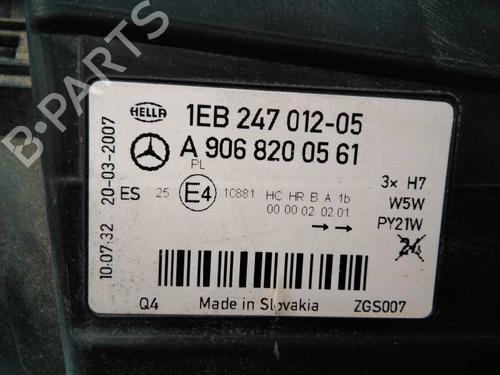 B-PARTS
HELLA
1EB 247 012-05
A 906 820 05 61
PL
3x H7
W5W
PY21W
24
ES 25 E4 10881 HC HR B A 1b
00 00 02 02 01
10:07:32 20-03-2007
Q4 Made in Slovakia ZGS007